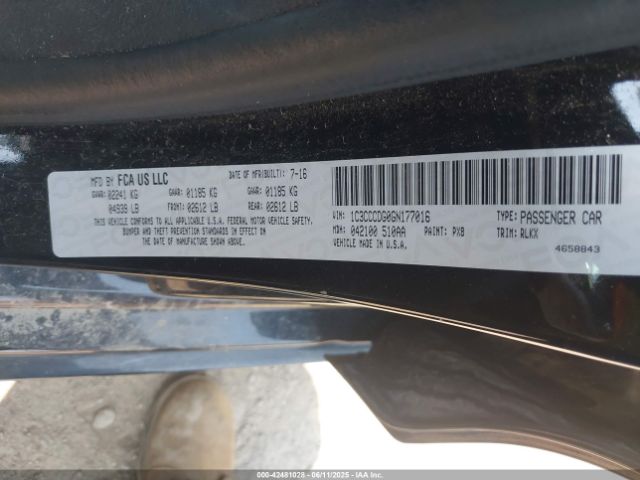 MFD BY FCA US LLC
DATE OF MFR(BUILT): 7-16
GVWR: 02241 KG GAWR: 01185 KG GAWR: 01185 KG
04939 LB FRONT: 02612 LB REAR: 02612 LB
THIS VEHICLE CONFORMS TO ALL APPLICABLE U.S.A. FEDERAL MOTOR VEHICLE SAFETY,
BUMPER AND THEFT PREVENTION STANDARDS IN EFFECT ON
THE DATE OF MANUFACTURE SHOWN ABOVE.
VIN: 1C3CCCDG0GN177016 TYPE: PASSENGER CAR
MDH: 042100 510AA PAINT: PX8 TRIM: RLKX
MADE IN U.S.A.
4658843
000-42481028 - 06/11/2025 - IAA Inc. Copyright